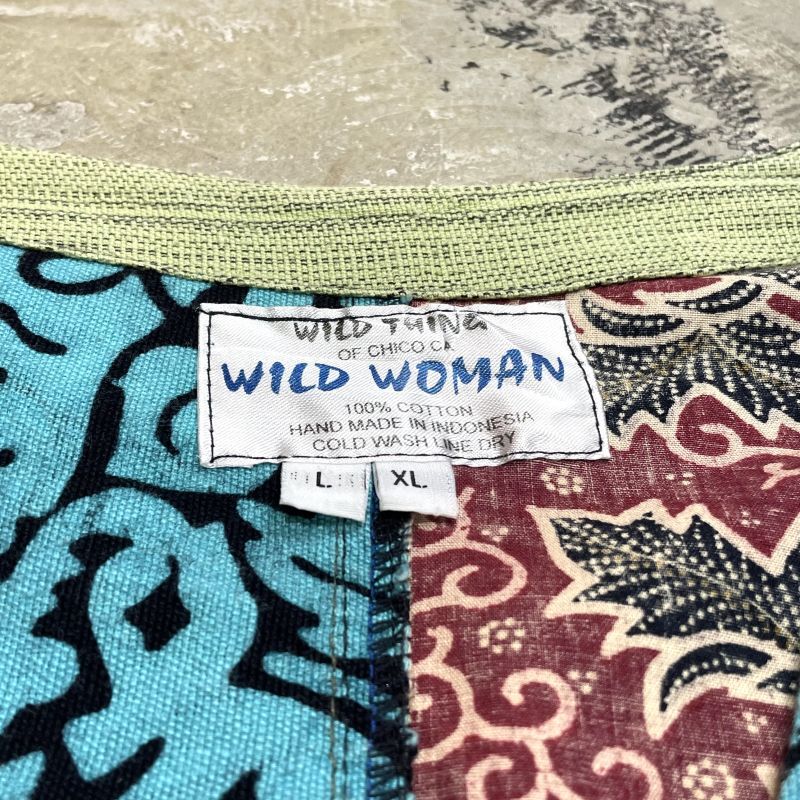 WILD THING
OF CHICO CA.
WILD WOMAN
100% COTTON
HAND MADE IN INDONESIA
COLD WASH LINE DRY
L XL